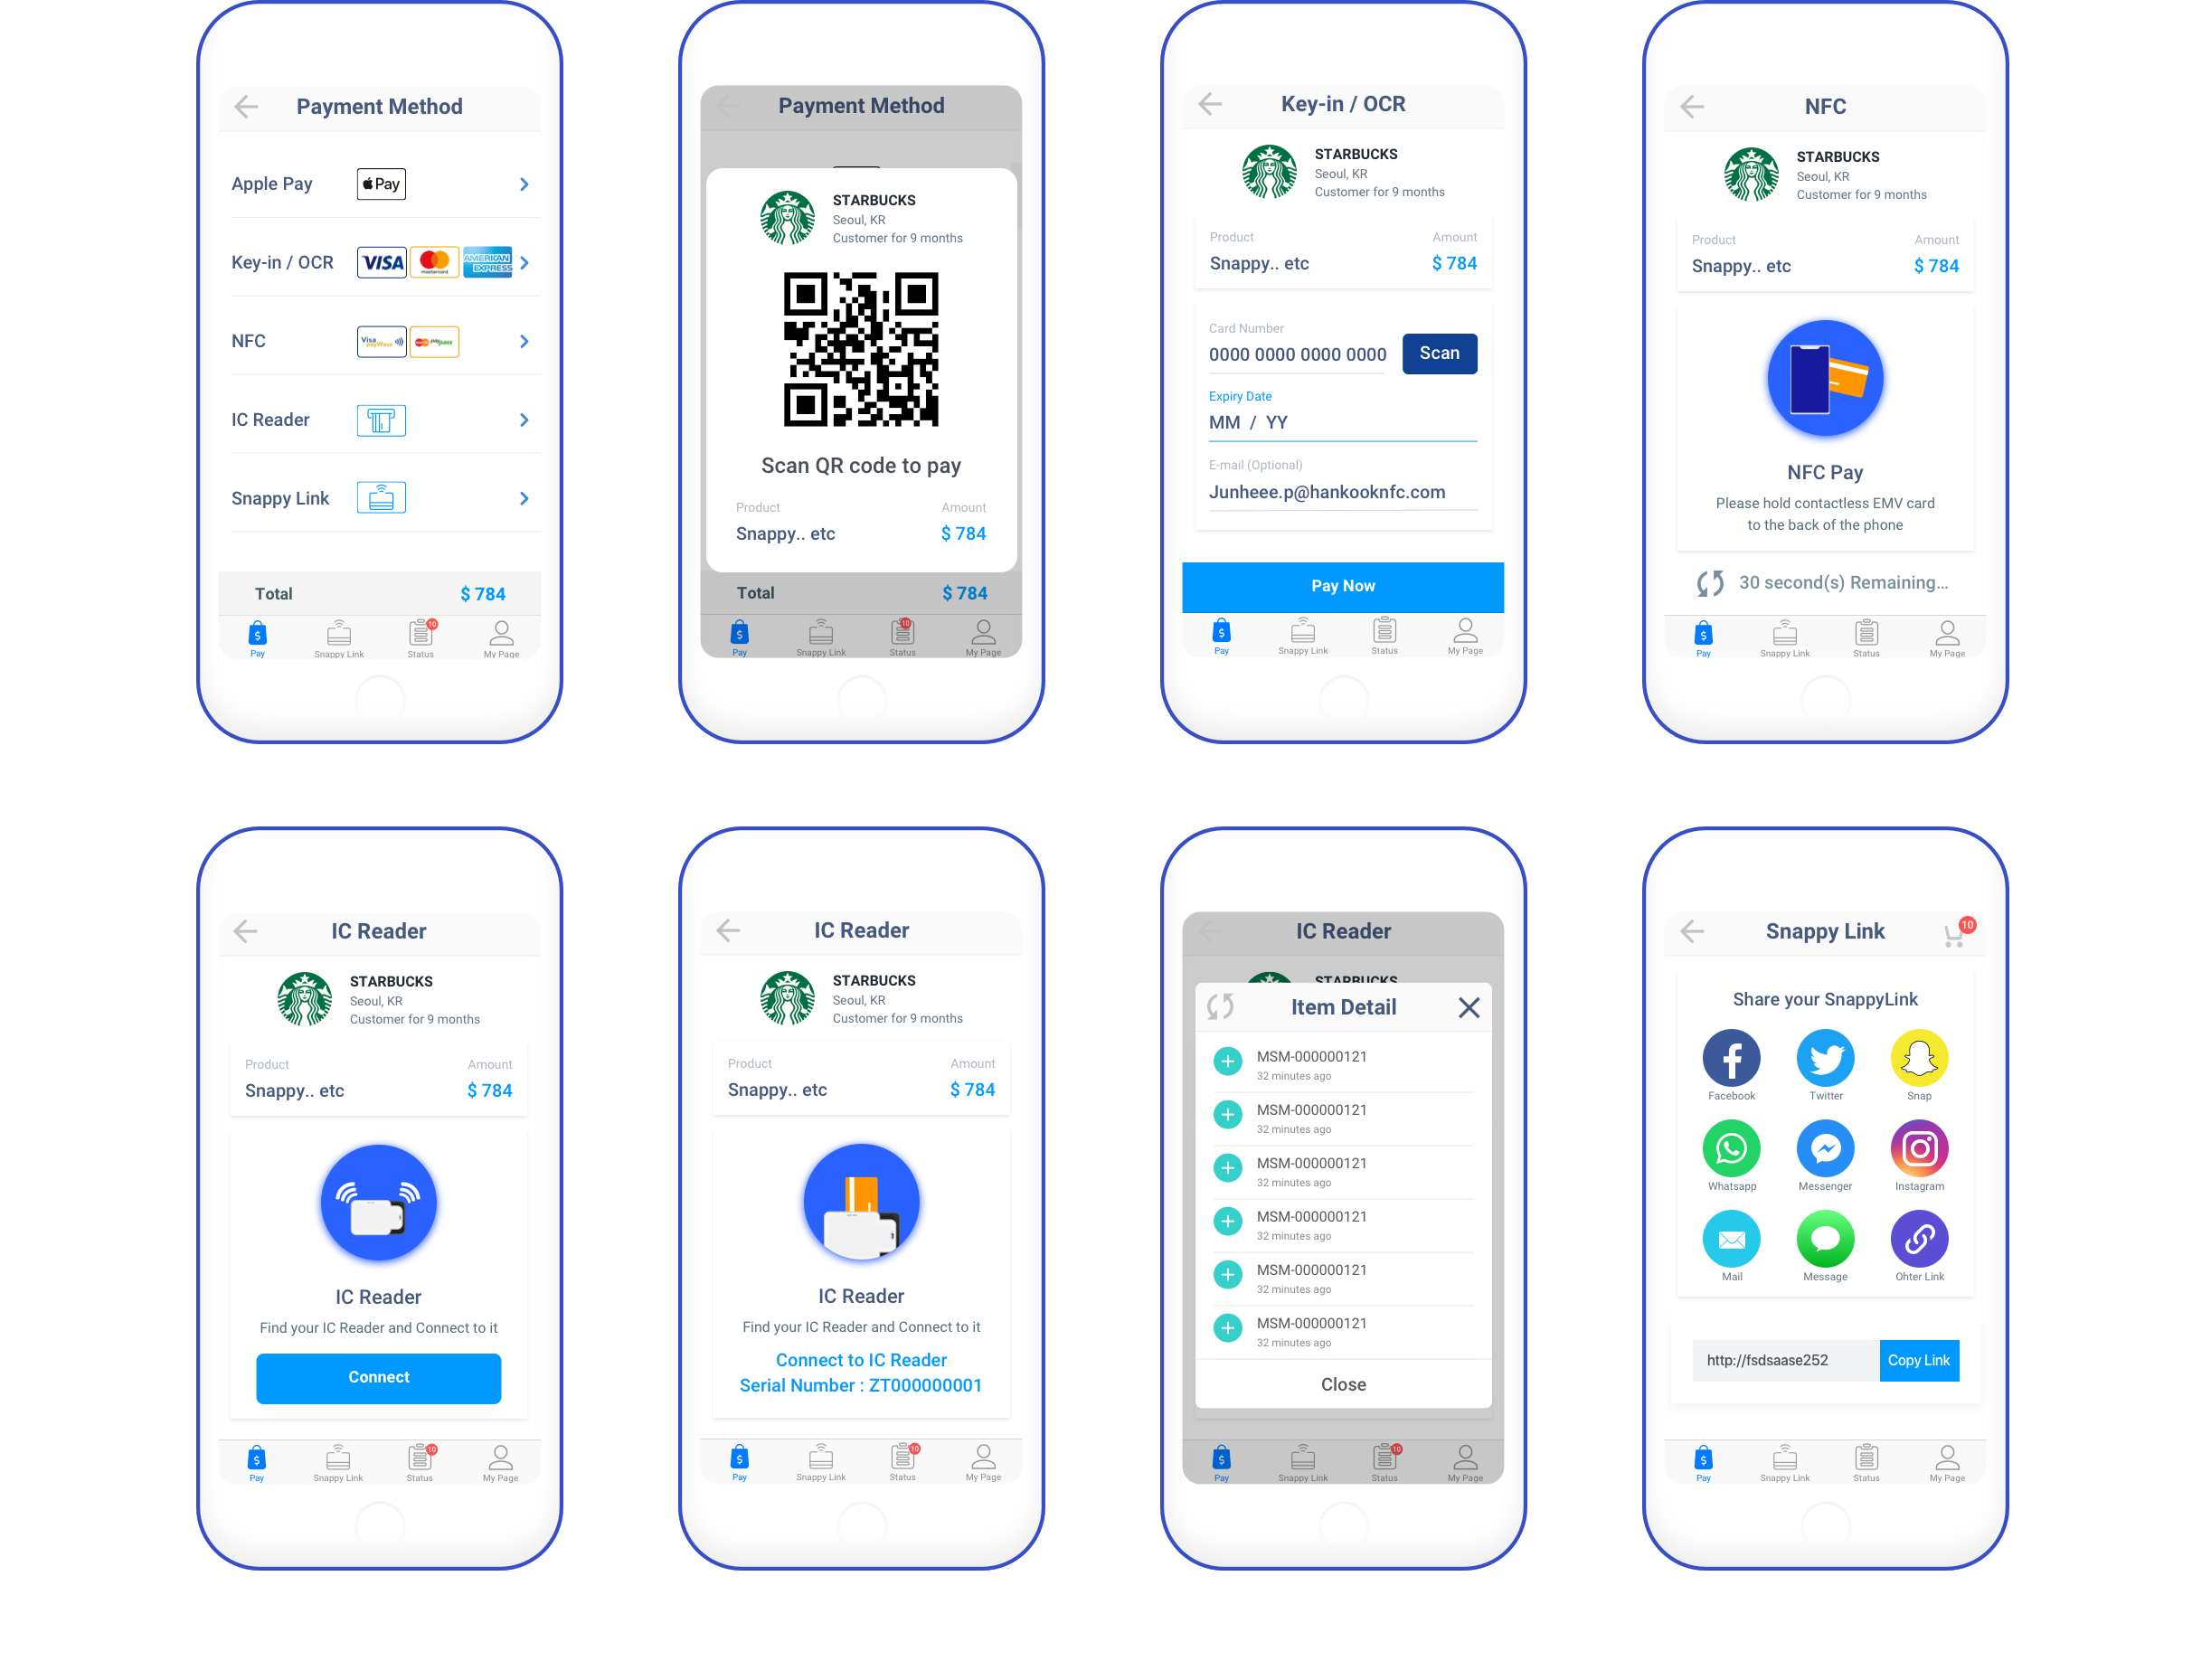 Payment Method
Apple Pay
Pay
Key-in / OCR
VISA
mastercard
AMERICAN EXPRESS
NFC
Visa payWave
paypass
IC Reader
Snappy Link
Total
$ 784
Pay
Snappy Link
10
Status
My Page
Payment Method
STARBUCKS
Seoul, KR
Customer for 9 months
Scan QR code to pay
Product
Amount
Snappy.. etc
$ 784
Total
$ 784
Pay
Snappy Link
10
Status
My Page
Key-in / OCR
STARBUCKS
Seoul, KR
Customer for 9 months
Product
Amount
Snappy.. etc
$ 784
Card Number
0000 0000 0000 0000
Scan
Expiry Date
MM / YY
E-mail (Optional)
Junheee.p@hankooknfc.com
Pay Now
Pay
Snappy Link
Status
My Page
NFC
STARBUCKS
Seoul, KR
Customer for 9 months
Product
Amount
Snappy.. etc
$ 784
NFC Pay
Please hold contactless EMV card
to the back of the phone
30 second(s) Remaining...
Pay
Snappy Link
Status
My Page
IC Reader
STARBUCKS
Seoul, KR
Customer for 9 months
Product
Amount
Snappy.. etc
$ 784
IC Reader
Find your IC Reader and Connect to it
Connect
Pay
Snappy Link
10
Status
My Page
IC Reader
STARBUCKS
Seoul, KR
Customer for 9 months
Product
Amount
Snappy.. etc
$ 784
IC Reader
Find your IC Reader and Connect to it
Connect to IC Reader
Serial Number : ZT000000001
Pay
Snappy Link
10
Status
My Page
IC Reader
STARBUCKS
Item Detail
MSM-000000121
32 minutes ago
MSM-000000121
32 minutes ago
MSM-000000121
32 minutes ago
MSM-000000121
32 minutes ago
MSM-000000121
32 minutes ago
MSM-000000121
32 minutes ago
Close
Pay
Snappy Link
10
Status
My Page
Snappy Link
10
Share your SnappyLink
Facebook
Twitter
Snap
Whatsapp
Messenger
Instagram
Mail
Message
Ohter Link
http://fsdsaase252
Copy Link
Pay
Snappy Link
Status
My Page